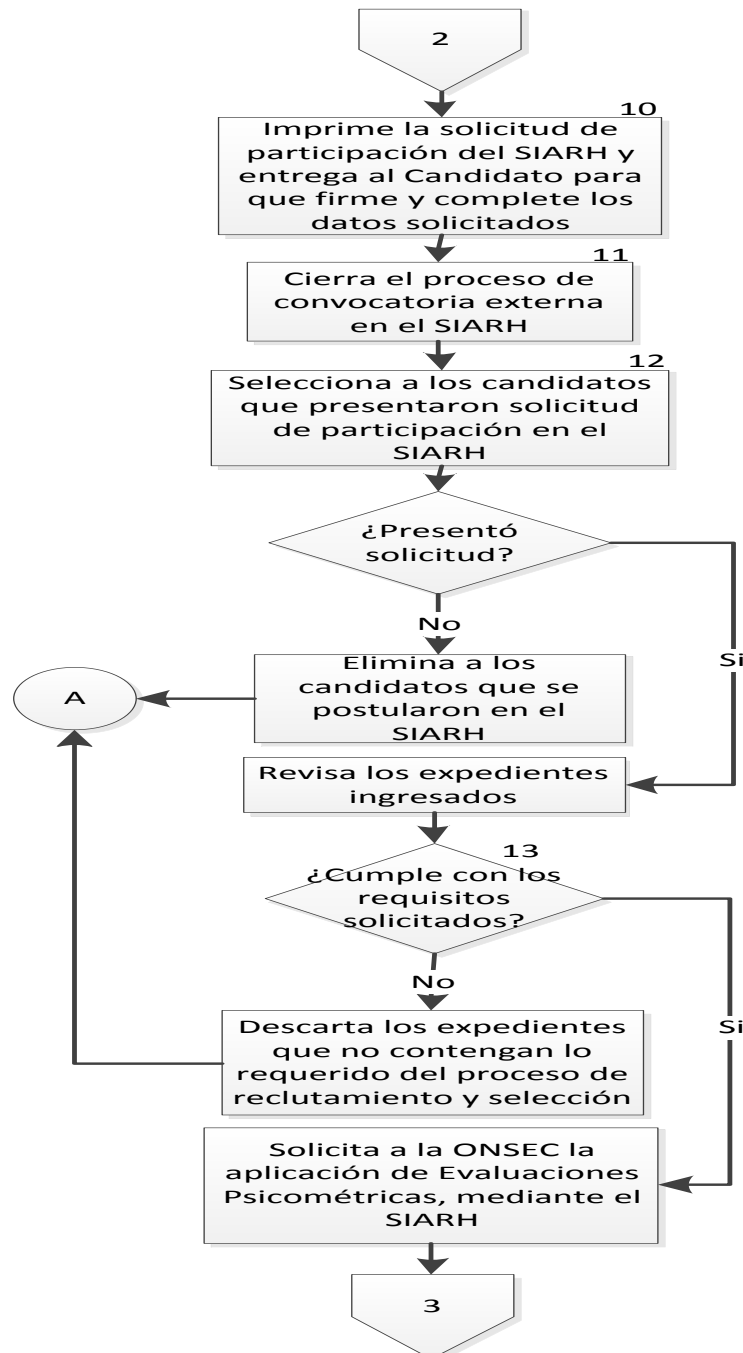 2
10
Imprime la solicitud de
participación del SIARH y
entrega al Candidato para
que firme y complete los
datos solicitados
11
Cierra el proceso de
convocatoria externa
en el SIARH
12
Selecciona a los candidatos
que presentaron solicitud
de participación en el
SIARH
¿Presentó
solicitud?
No
Si
Elimina a los
candidatos que se
postularon en el
SIARH
A
Revisa los expedientes
ingresados
13
¿Cumple con los
requisitos
solicitados?
No
Si
Descarta los expedientes
que no contengan lo
requerido del proceso de
reclutamiento y selección
Solicita a la ONSEC la
aplicación de Evaluaciones
Psicométricas, mediante el
SIARH
3